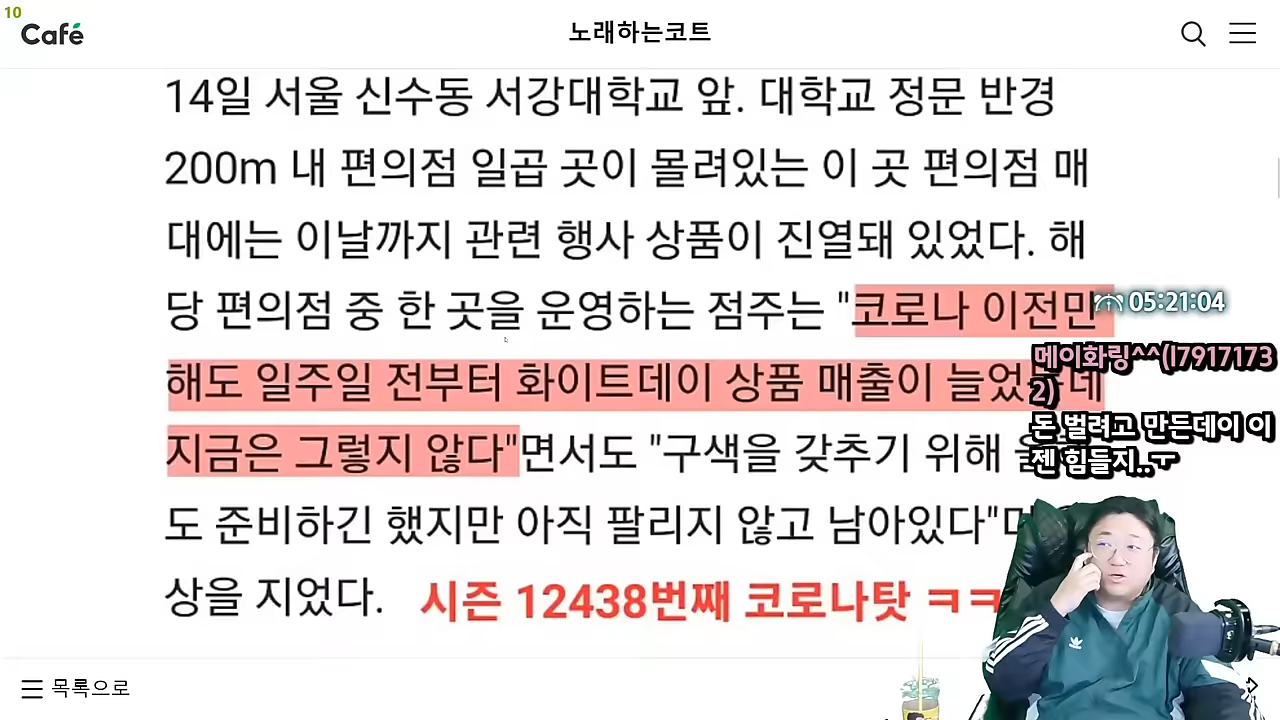 10
Café
노래하는코트
14일 서울 신수동 서강대학교 앞. 대학교 정문 반경
200m 내 편의점 일곱 곳이 몰려있는 이 곳 편의점 매
대에는 이날까지 관련 행사 상품이 진열돼 있었다. 해
당 편의점 중 한 곳을 운영하는 점주는 "코로나 이전만
해도 일주일 전부터 화이트데이 상품 매출이 늘었
지금은 그렇지 않다"면서도 "구색을 갖추기 위해
도 준비하긴 했지만 아직 팔리지 않고 남아있다"
상을 지었다.
시즌 12438번째 코로나탓 ㅋㅋ
05:21:04
메이화링^^(l7917173
2)
돈 벌려고 만든데이 이
젠 힘들지..ㅜ
목록으로